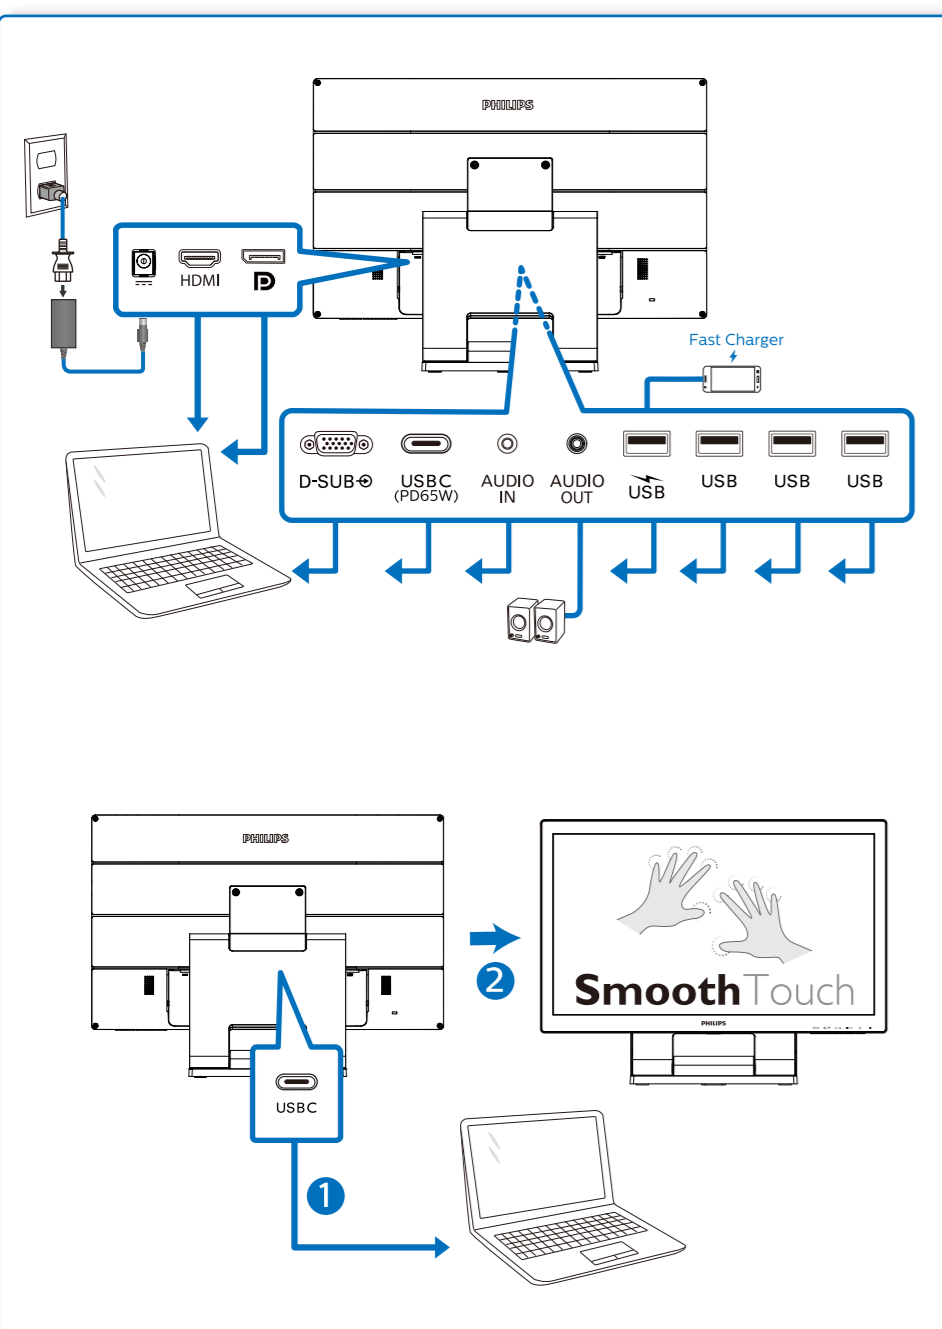 PHILIPS
HDMI
Fast Charger
D-SUB
USBC
(PD65W)
AUDIO
IN
AUDIO
OUT
USB
USB
USB
USB
PHILIPS
2
SmoothTouch
PHILIPS
USBC
1